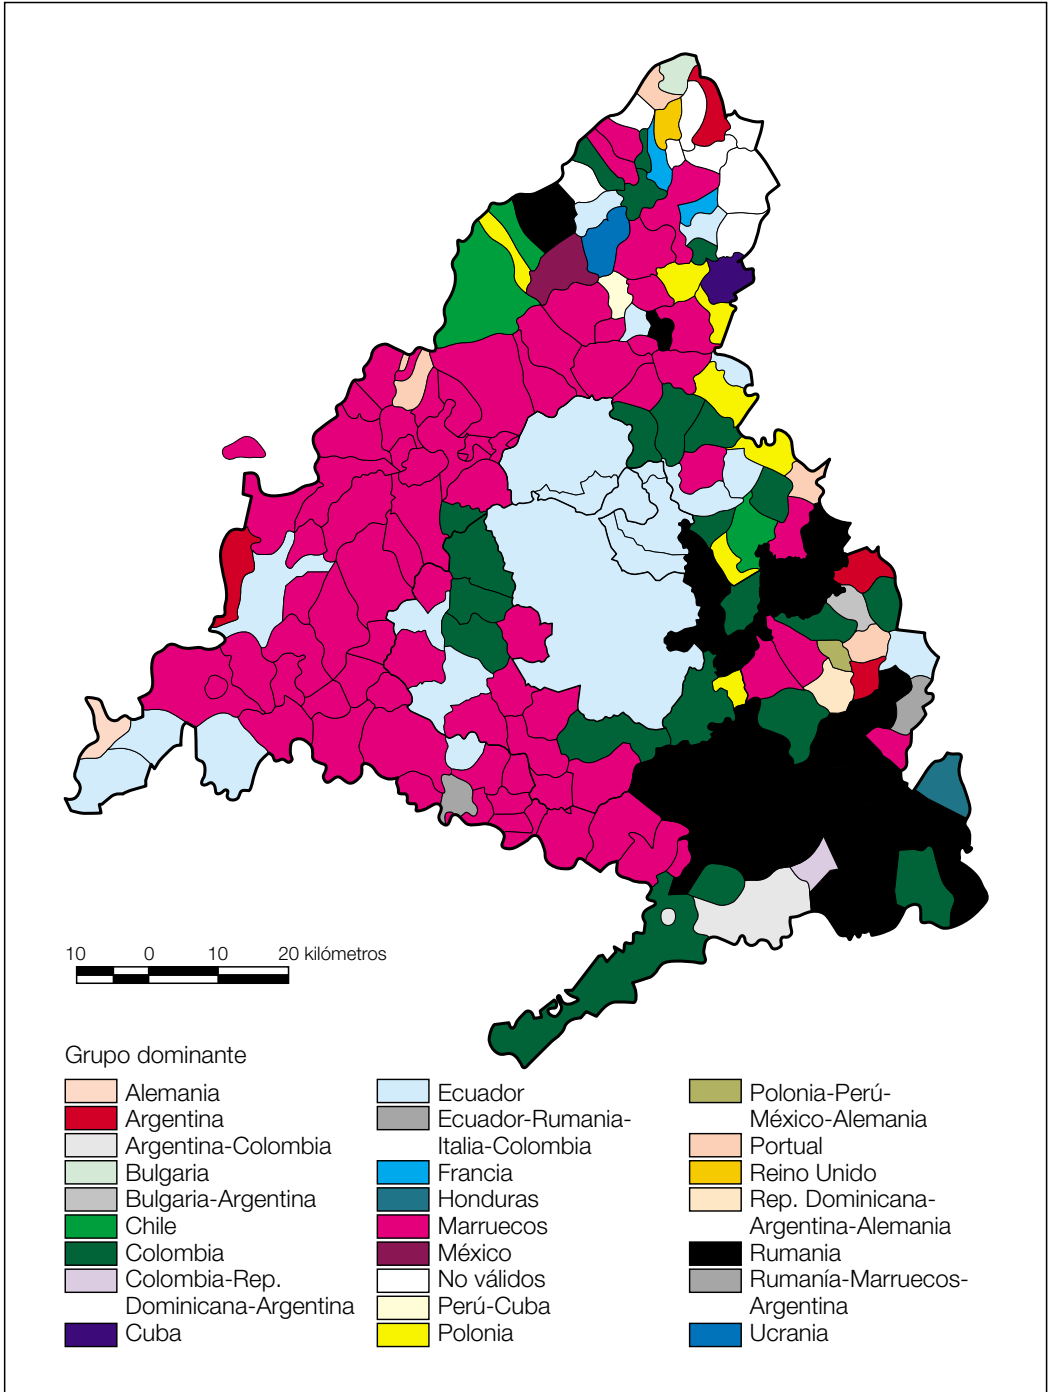 10 0 10 20 kilómetros
Grupo dominante
Alemania
Argentina
Argentina-Colombia
Bulgaria
Bulgaria-Argentina
Chile
Colombia
Colombia-Rep.
Dominicana-Argentina
Cuba
Ecuador
Ecuador-Rumania-
Italia-Colombia
Francia
Honduras
Marruecos
México
No válidos
Perú-Cuba
Polonia
Polonia-Perú-
México-Alemania
Portual
Reino Unido
Rep. Dominicana-
Argentina-Alemania
Rumania
Rumanía-Marruecos-
Argentina
Ucrania